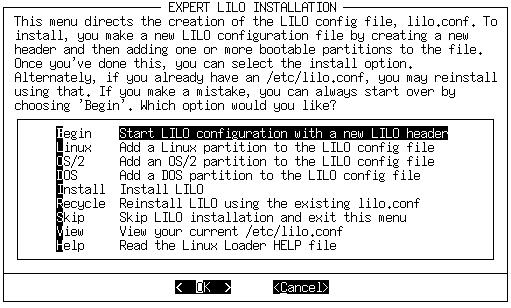 EXPERT LILO INSTALLATION
This menu directs the creation of the LILO config file, lilo.conf. To
install, you make a new LILO configuration file by creating a new
header and then adding one or more bootable partitions to the file.
Once you've done this, you can select the install option.
Alternately, if you already have an /etc/lilo.conf, you may reinstall
using that. If you make a mistake, you can always start over by
choosing 'Begin'. Which option would you like?
Begin Start LILO configuration with a new LILO header
Linux Add a Linux partition to the LILO config file
OS/2 Add an OS/2 partition to the LILO config file
DOS Add a DOS partition to the LILO config file
Install Install LILO
Recycle Reinstall LILO using the existing lilo.conf
Skip Skip LILO installation and exit this menu
View View your current /etc/lilo.conf
Help Read the Linux Loader HELP file
< OK > <Cancel>